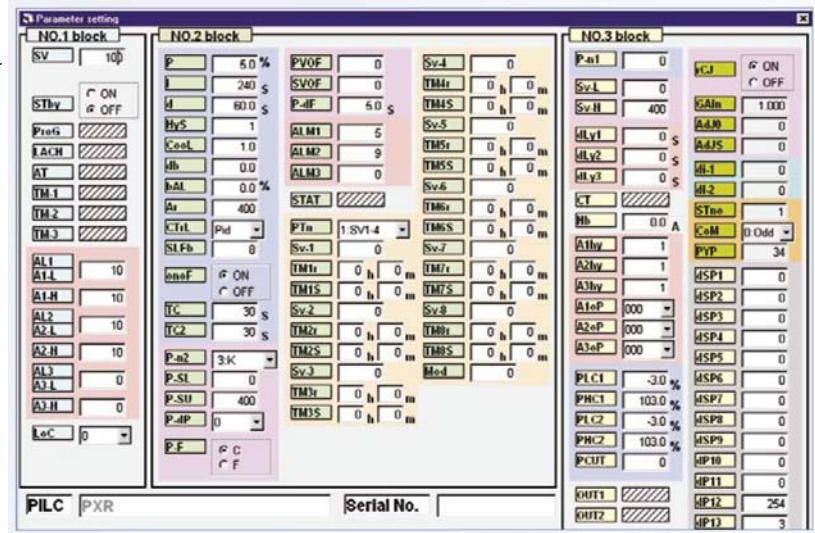 Parameter setting
NO.1 block
SV 100
STby ON OFF
ProG
LACH
AT
TM-1
TM-2
TM-3
AL1
A1-L 10
A1-H 10
AL2
A2-L 10
A2-H 10
AL3
A3-L 0
A3-H 0
LoC 0
NO.2 block
P 5.0 %
I 240 S
d 60.0 S
HyS 1
CooL 1.0
db 0.0
bAL 0.0 %
Ar 400
CTrL Pid
SLFb 8
onoF ON OFF
TC 30 S
TC2 30 S
P-n2 3:K
P-SL 0
P-SU 400
P-dP 0
P-F C F
PVOF 0
SVOF 0
P-dF 5.0 S
ALM1 5
ALM2 9
ALM3 0
STAT
PTn 1:SV1-4
Sv-1 0
TM1r 0 h 0 m
TM1S 0 h 0 m
Sv-2 0
TM2r 0 h 0 m
TM2S 0 h 0 m
Sv-3 0
TM3r 0 h 0 m
TM3S 0 h 0 m
Sv-4 0
TM4r 0 h 0 m
TM4S 0 h 0 m
Sv-5 0
TM5r 0 h 0 m
TM5S 0 h 0 m
Sv-6 0
TM6r 0 h 0 m
TM6S 0 h 0 m
Sv-7 0
TM7r 0 h 0 m
TM7S 0 h 0 m
Sv-8 0
TM8r 0 h 0 m
TM8S 0 h 0 m
Mod 0
NO.3 block
P-n1 0
Sv-L 0
Sv-H 400
dLy1 0 S
dLy2 0 S
dLy3 0 S
CT
Hb 0.0 A
A1hy 1
A2hy 1
A3hy 1
A1oP 000
A2oP 000
A3oP 000
PLC1 -3.0 %
PHC1 103.0 %
PLC2 -3.0 %
PHC2 103.0 %
PCUT 0
OUT1
OUT2
rCJ ON OFF
GAIn 1.000
AdJ0 0
AdJS 0
di-1 0
di-2 0
STno 1
CoM 0:Odd
PYP 34
dSP1 0
dSP2 0
dSP3 0
dSP4 0
dSP5 0
dSP6 0
dSP7 0
dSP8 0
dSP9 0
dP10 0
dP11 0
dP12 254
dP13 3
PILC PXR
Serial No.